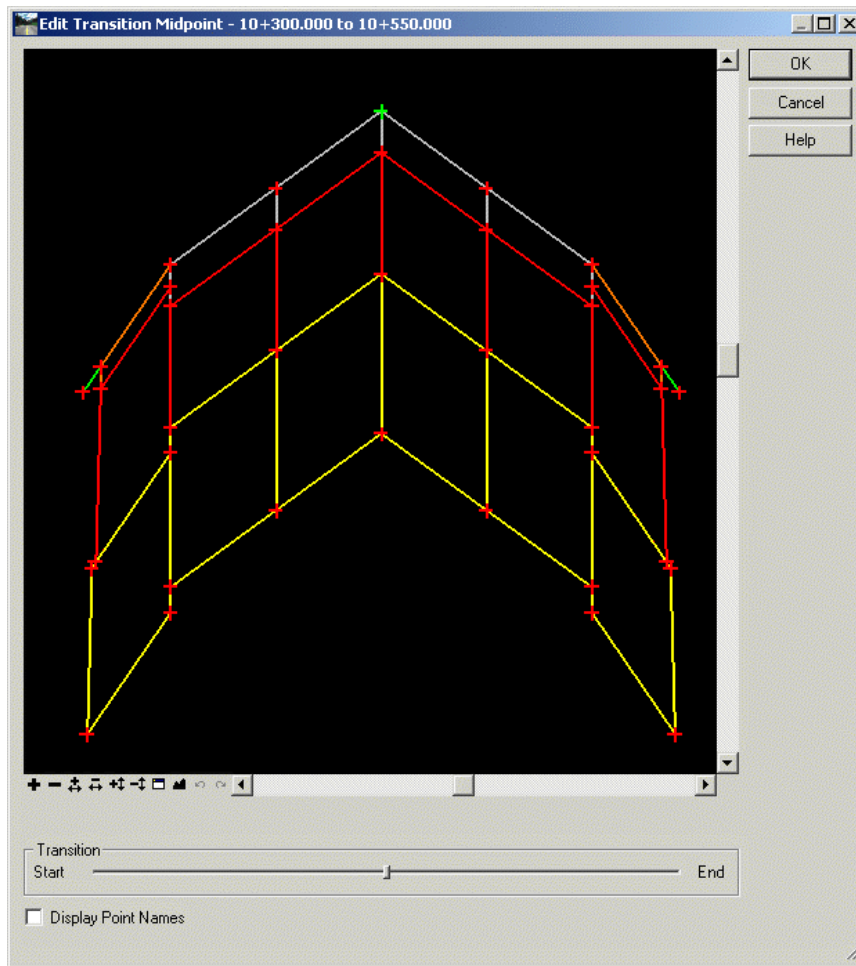 Edit Transition Midpoint - 10+300.000 to 10+550.000
OK
Cancel
Help
Transition
Start
End
Display Point Names